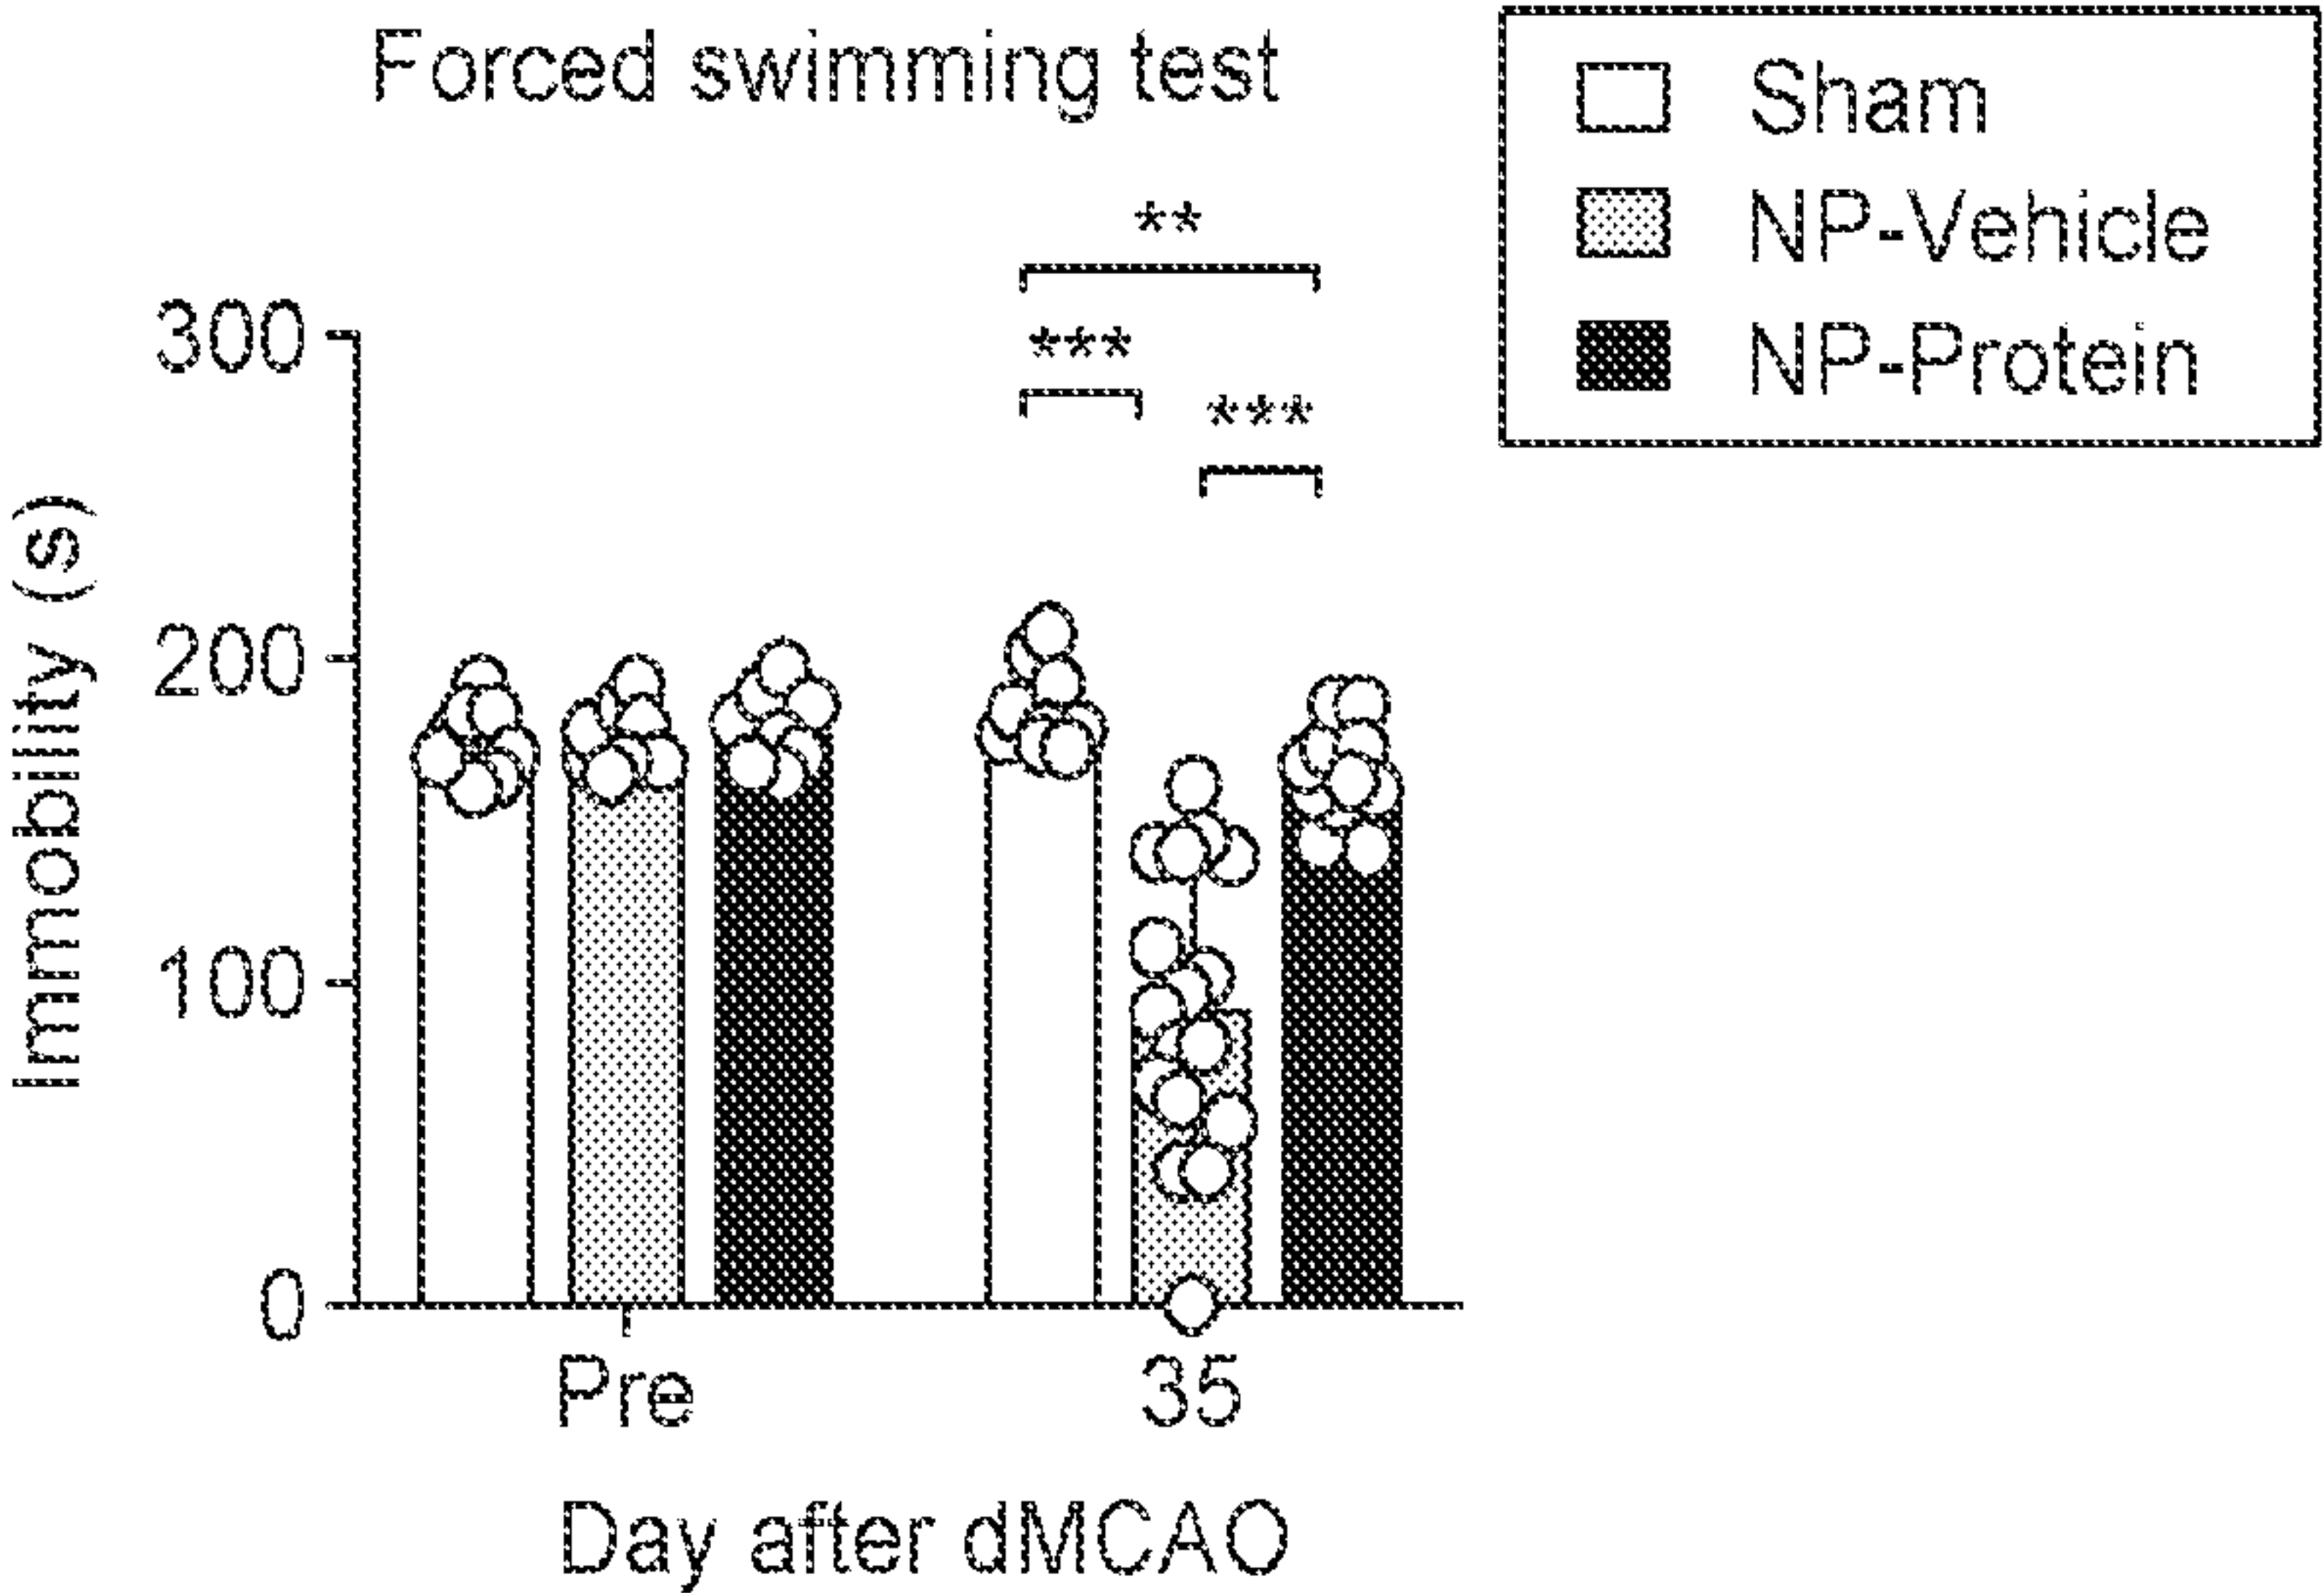 Forced swimming test
Sham
NP-Vehicle
NP-Protein
**
***
***
300
200
100
0
Immobility (s)
Pre
35
Day after dMCAO